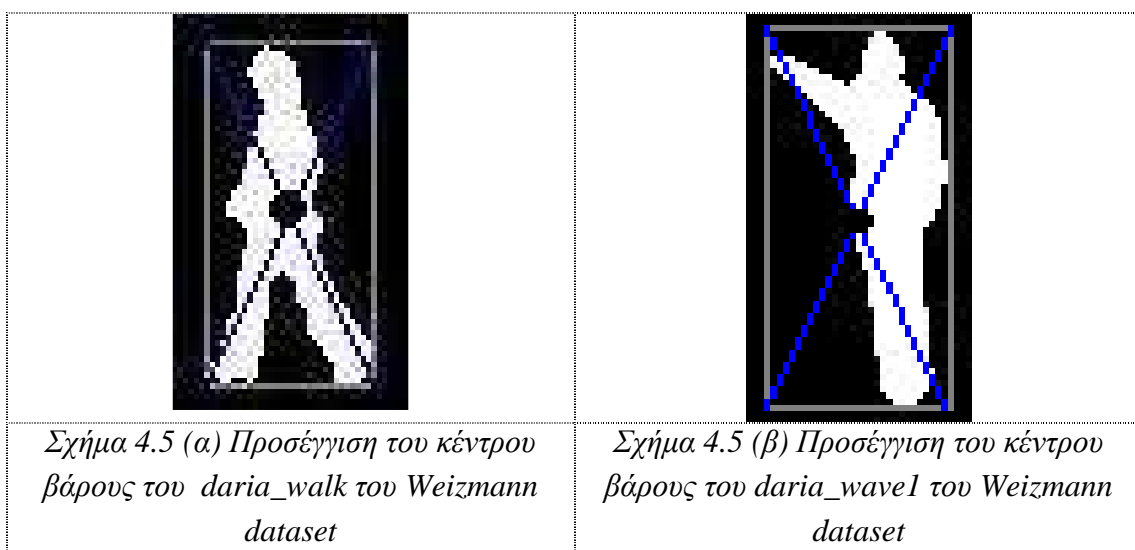 Σχήμα 4.5 (α) Προσέγγιση του κέντρου
βάρους του daria_walk του Weizmann
dataset
Σχήμα 4.5 (β) Προσέγγιση του κέντρου
βάρους του daria_wave1 του Weizmann
dataset